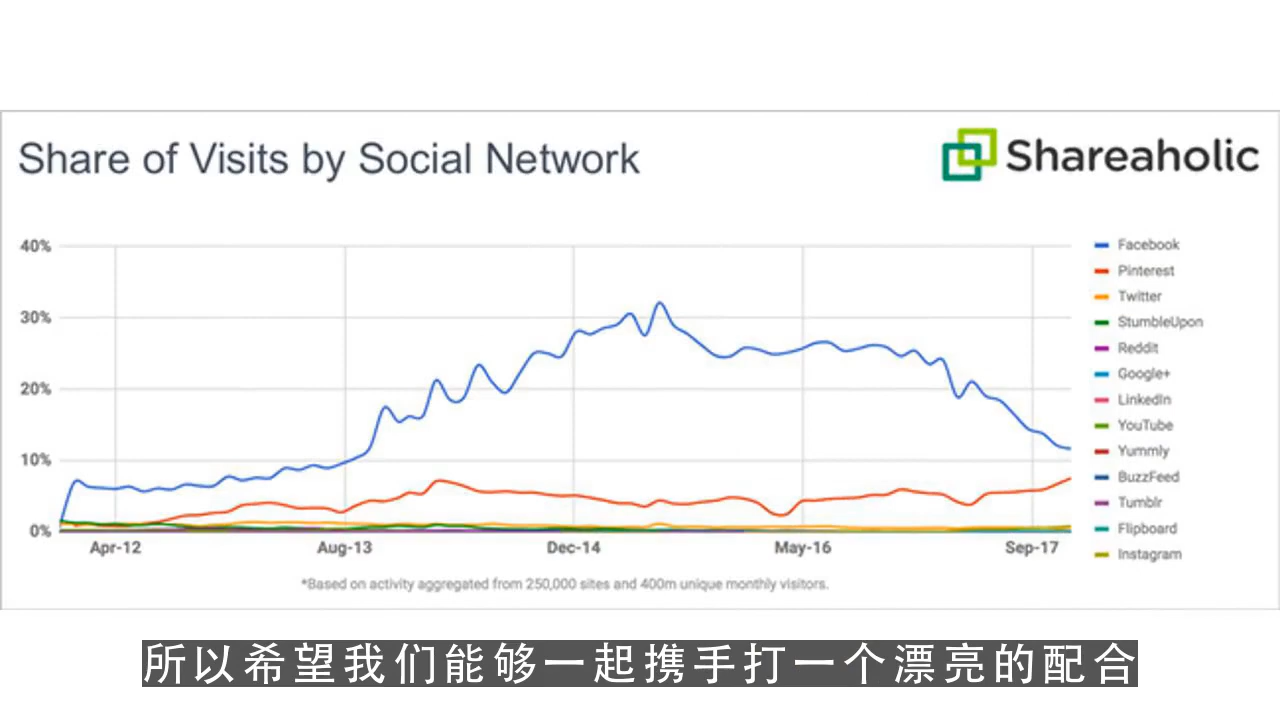 Share of Visits by Social Network
Shareaholic
40%
30%
20%
10%
0%
Apr-12
Aug-13
Dec-14
May-16
Sep-17
Facebook
Pinterest
Twitter
StumbleUpon
Reddit
Google+
LinkedIn
YouTube
Yummly
BuzzFeed
Tumblr
Flipboard
Instagram
*Based on activity aggregated from 250,000 sites and 400m unique monthly visitors.
所以希望我们能够一起携手打一个漂亮的配合